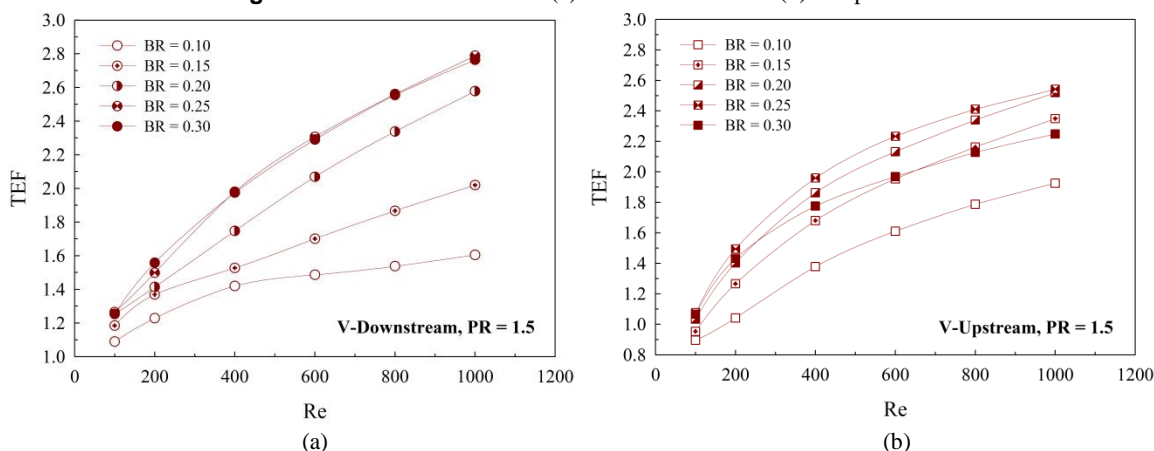 3.0
2.8
2.6
2.4
2.2
2.0
1.8
1.6
1.4
1.2
1.0
TEF
BR = 0.10
BR = 0.15
BR = 0.20
BR = 0.25
BR = 0.30
V-Downstream, PR = 1.5
0 200 400 600 800 1000 1200
Re
(a)
3.0
2.8
2.6
2.4
2.2
2.0
1.8
1.6
1.4
1.2
1.0
0.8
TEF
BR = 0.10
BR = 0.15
BR = 0.20
BR = 0.25
BR = 0.30
V-Upstream, PR = 1.5
0 200 400 600 800 1000 1200
Re
(b)